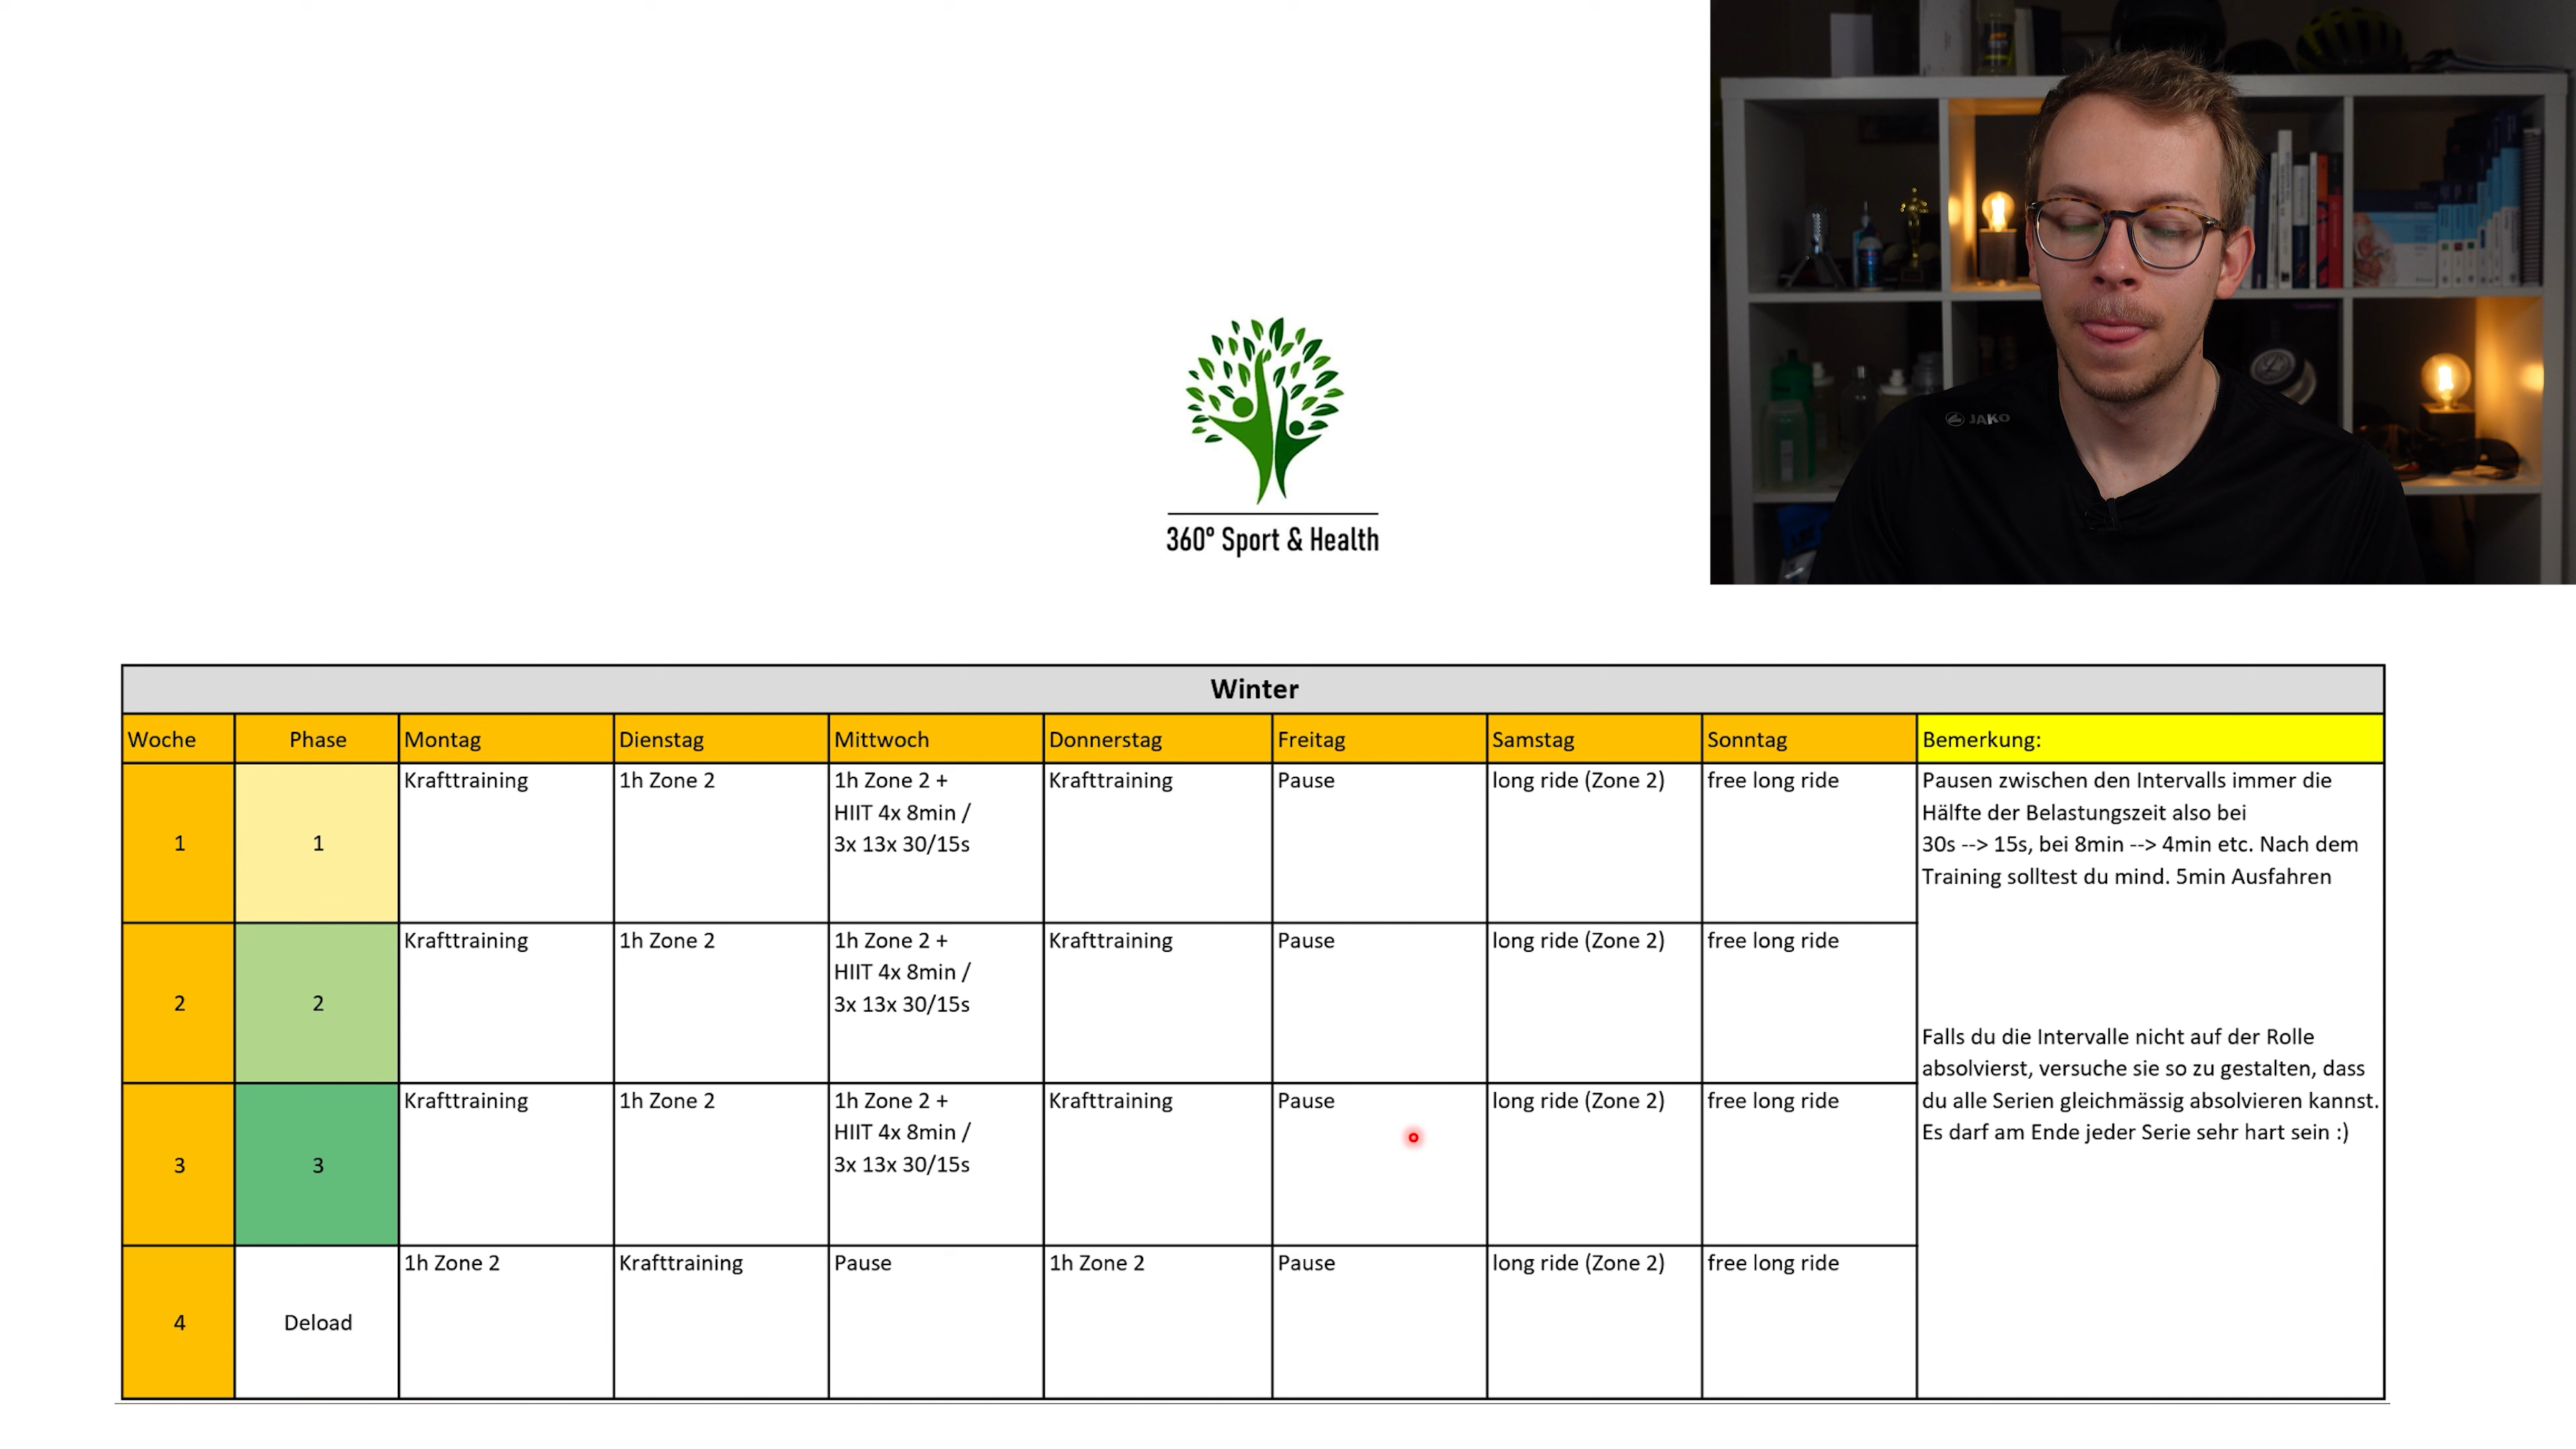 JAKO
360° Sport & Health
Winter
Woche
Phase
Montag
Dienstag
Mittwoch
Donnerstag
Freitag
Samstag
Sonntag
Bemerkung:
1
1
Krafttraining
1h Zone 2
1h Zone 2 +
HIIT 4x 8min /
3x 13x 30/15s
Krafttraining
Pause
long ride (Zone 2)
free long ride
Pausen zwischen den Intervalls immer die
Hälfte der Belastungszeit also bei
30s --> 15s, bei 8min --> 4min etc. Nach dem
Training solltest du mind. 5min Ausfahren
2
2
Krafttraining
1h Zone 2
1h Zone 2 +
HIIT 4x 8min /
3x 13x 30/15s
Krafttraining
Pause
long ride (Zone 2)
free long ride
Falls du die Intervalle nicht auf der Rolle
absolvierst, versuche sie so zu gestalten, dass
du alle Serien gleichmässig absolvieren kannst.
Es darf am Ende jeder Serie sehr hart sein :)
3
3
Krafttraining
1h Zone 2
1h Zone 2 +
HIIT 4x 8min /
3x 13x 30/15s
Krafttraining
Pause
long ride (Zone 2)
free long ride
4
Deload
1h Zone 2
Krafttraining
Pause
1h Zone 2
Pause
long ride (Zone 2)
free long ride